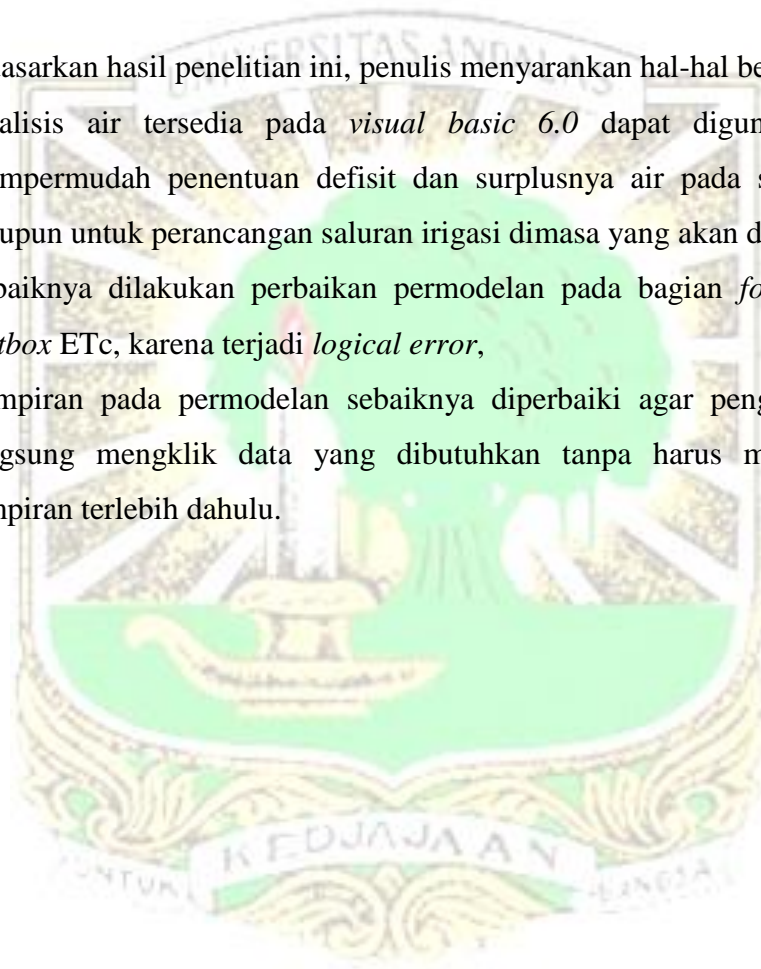 UNIVERSITAS ANDALAS
asarkan hasil penelitian ini, penulis menyarankan hal-hal be
alisis air tersedia pada visual basic 6.0 dapat digun
mpermudah penentuan defisit dan surplusnya air pada s
upun untuk perancangan saluran irigasi dimasa yang akan d
baiknya dilakukan perbaikan permodelan pada bagian fo
tbox ETc, karena terjadi logical error,
mpiran pada permodelan sebaiknya diperbaiki agar peng
gsung mengklik data yang dibutuhkan tanpa harus m
npiran terlebih dahulu.
KEDJAJAAN
UNTUK BANGSA